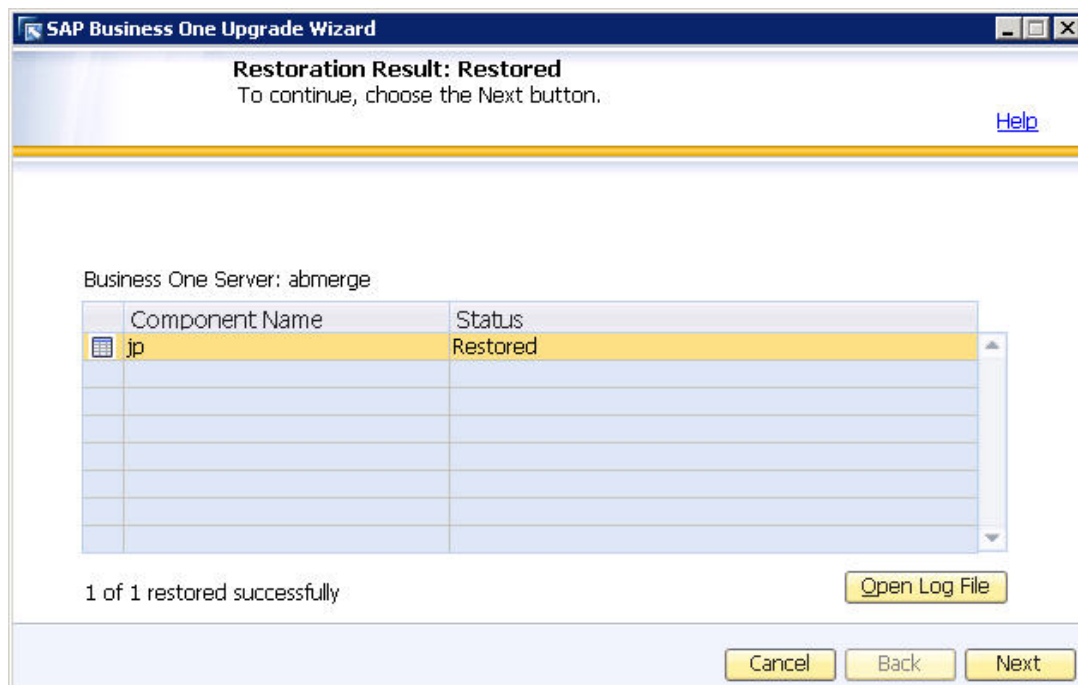 SAP Business One Upgrade Wizard
Restoration Result: Restored
To continue, choose the Next button.
Help
Business One Server: abmerge
Component Name Status
jp Restored
1 of 1 restored successfully
Open Log File
Cancel Back Next